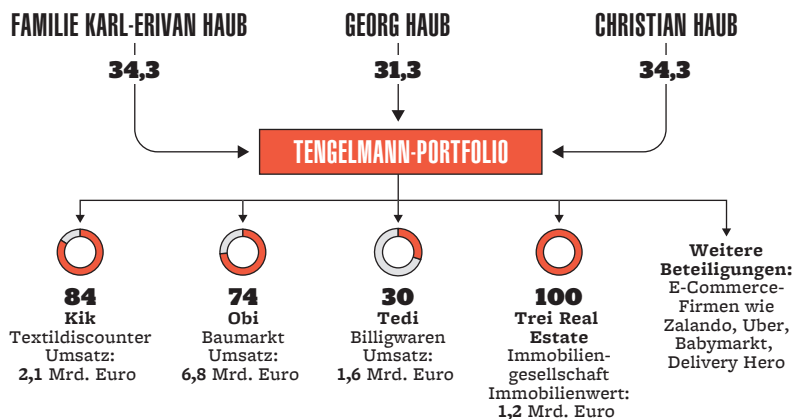 FAMILIE KARL-ERIVAN HAUB
GEORG HAUB
CHRISTIAN HAUB
34,3
31,3
34,3
TENGELMANN-PORTFOLIO
84
Kik
Textildiscounter
Umsatz:
2,1 Mrd. Euro
74
Obi
Baumarkt
Umsatz:
6,8 Mrd. Euro
30
Tedi
Billigwaren
Umsatz:
1,6 Mrd. Euro
100
Trei Real
Estate
Immobilien-
gesellschaft
Immobilienwert:
1,2 Mrd. Euro
Weitere
Beteiligungen:
E-Commerce-
Firmen wie
Zalando, Uber,
Babymarkt,
Delivery Hero